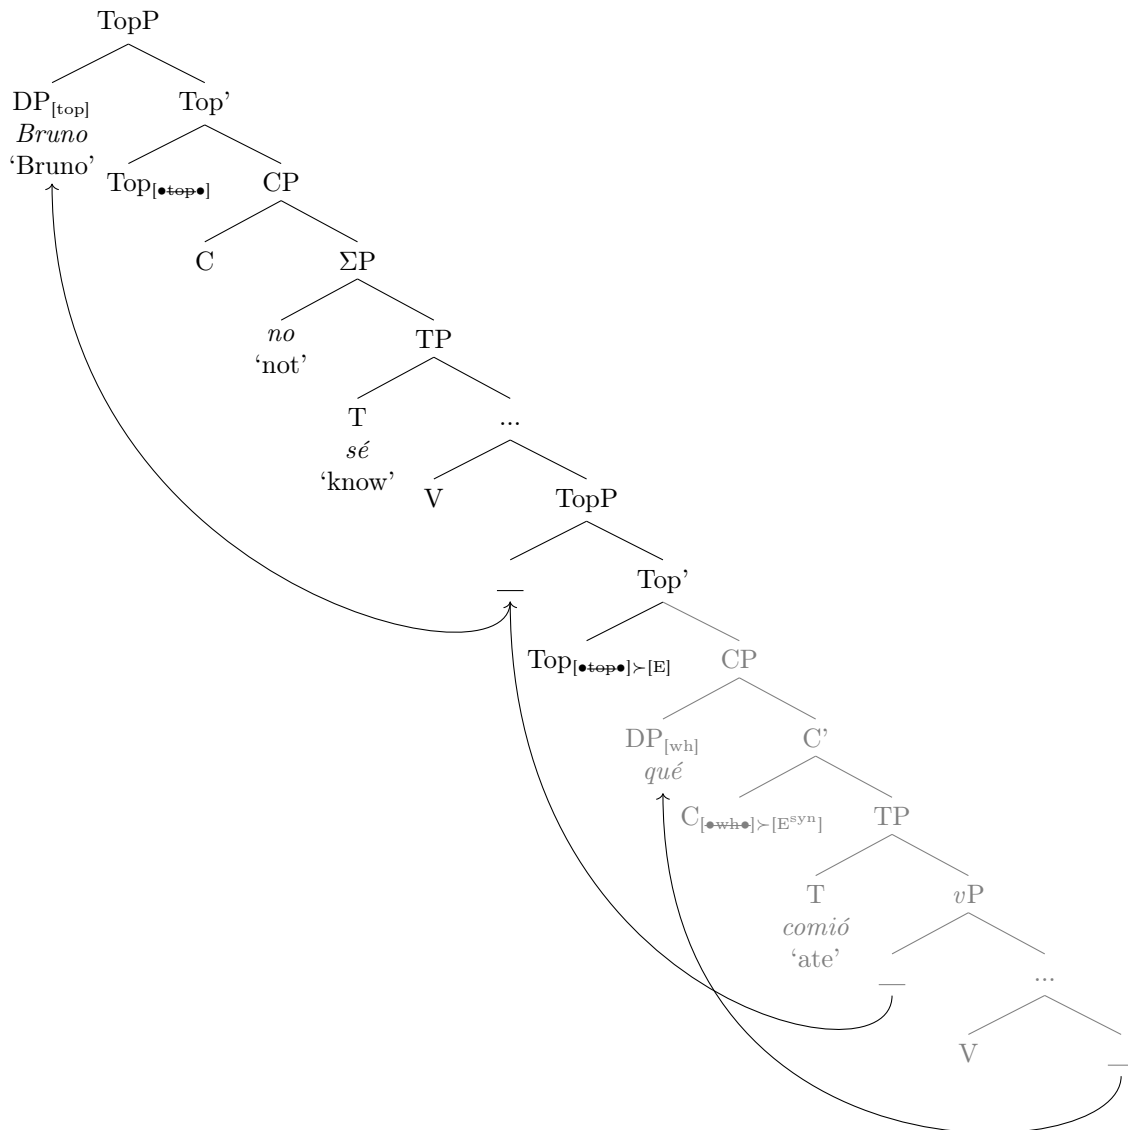 TopP
DP[top]
Bruno
‘Bruno’
Top’
Top[•top•]
CP
C
ΣP
no
‘not’
TP
T
sé
‘know’
...
V
TopP
—
Top’
Top[•top•]≻[E]
CP
DP[wh]
qué
C’
C[•wh•]≻[Esyn]
TP
T
comió
‘ate’
vP
—
...
V
—